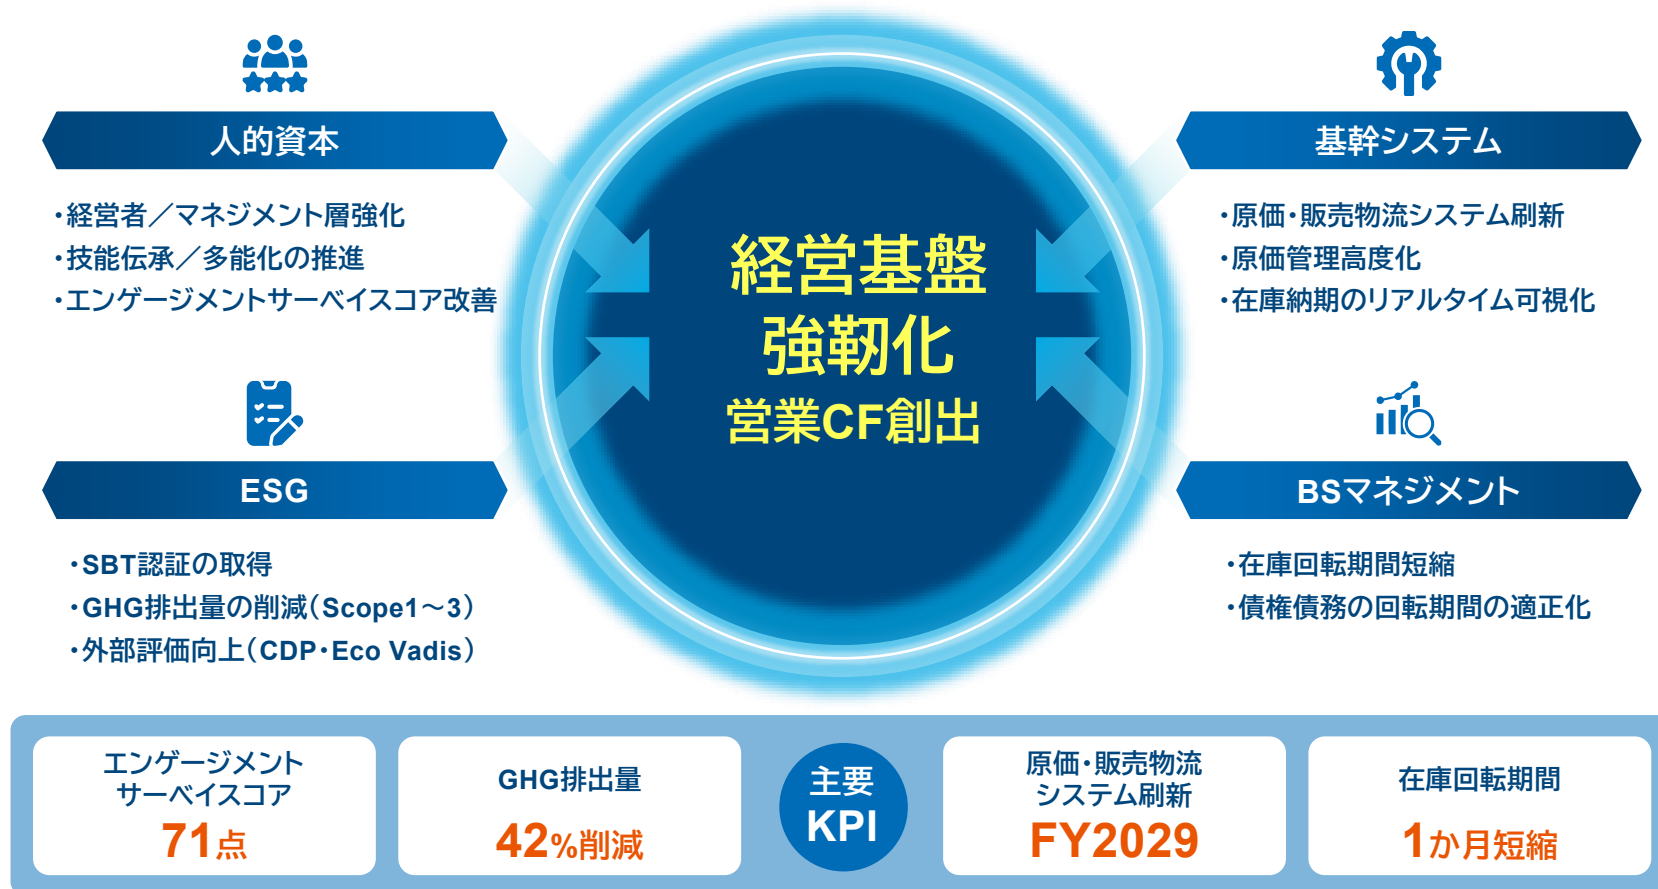 人的資本
・経営者／マネジメント層強化
・技能伝承／多能化の推進
・エンゲージメントサーベイスコア改善
ESG
・SBT認証の取得
・GHG排出量の削減（Scope1～3）
・外部評価向上（CDP・Eco Vadis）
経営基盤
強靭化
営業CF創出
基幹システム
・原価・販売物流システム刷新
・原価管理高度化
・在庫納期のリアルタイム可視化
BSマネジメント
・在庫回転期間短縮
・債権債務の回転期間の適正化
エンゲージメント
サーベイスコア
71点
GHG排出量
42%削減
主要
KPI
原価・販売物流
システム刷新
FY2029
在庫回転期間
1か月短縮